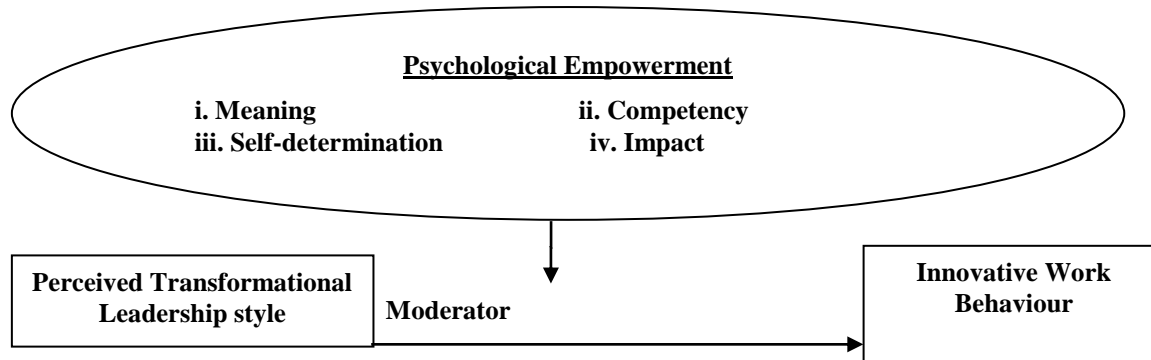 Psychological Empowerment
i. Meaning ii. Competency
iii. Self-determination iv. Impact
Perceived Transformational
Leadership style
Moderator
Innovative Work
Behaviour